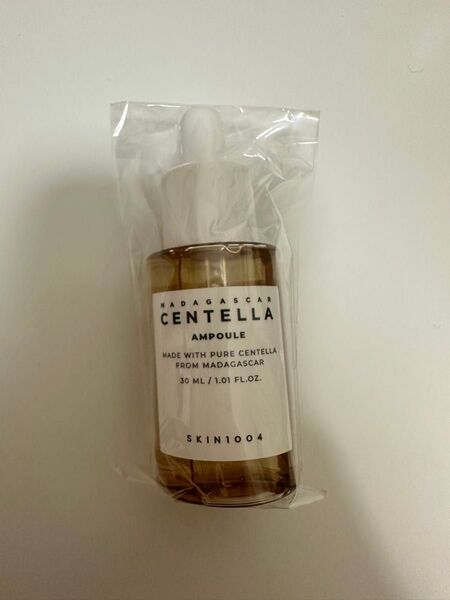 MADAGASCAR
CENTELLA
AMPOULE
MADE WITH PURE CENTELLA
FROM MADAGASCAR
30 ML / 1.01 FL.OZ.
SKIN1004